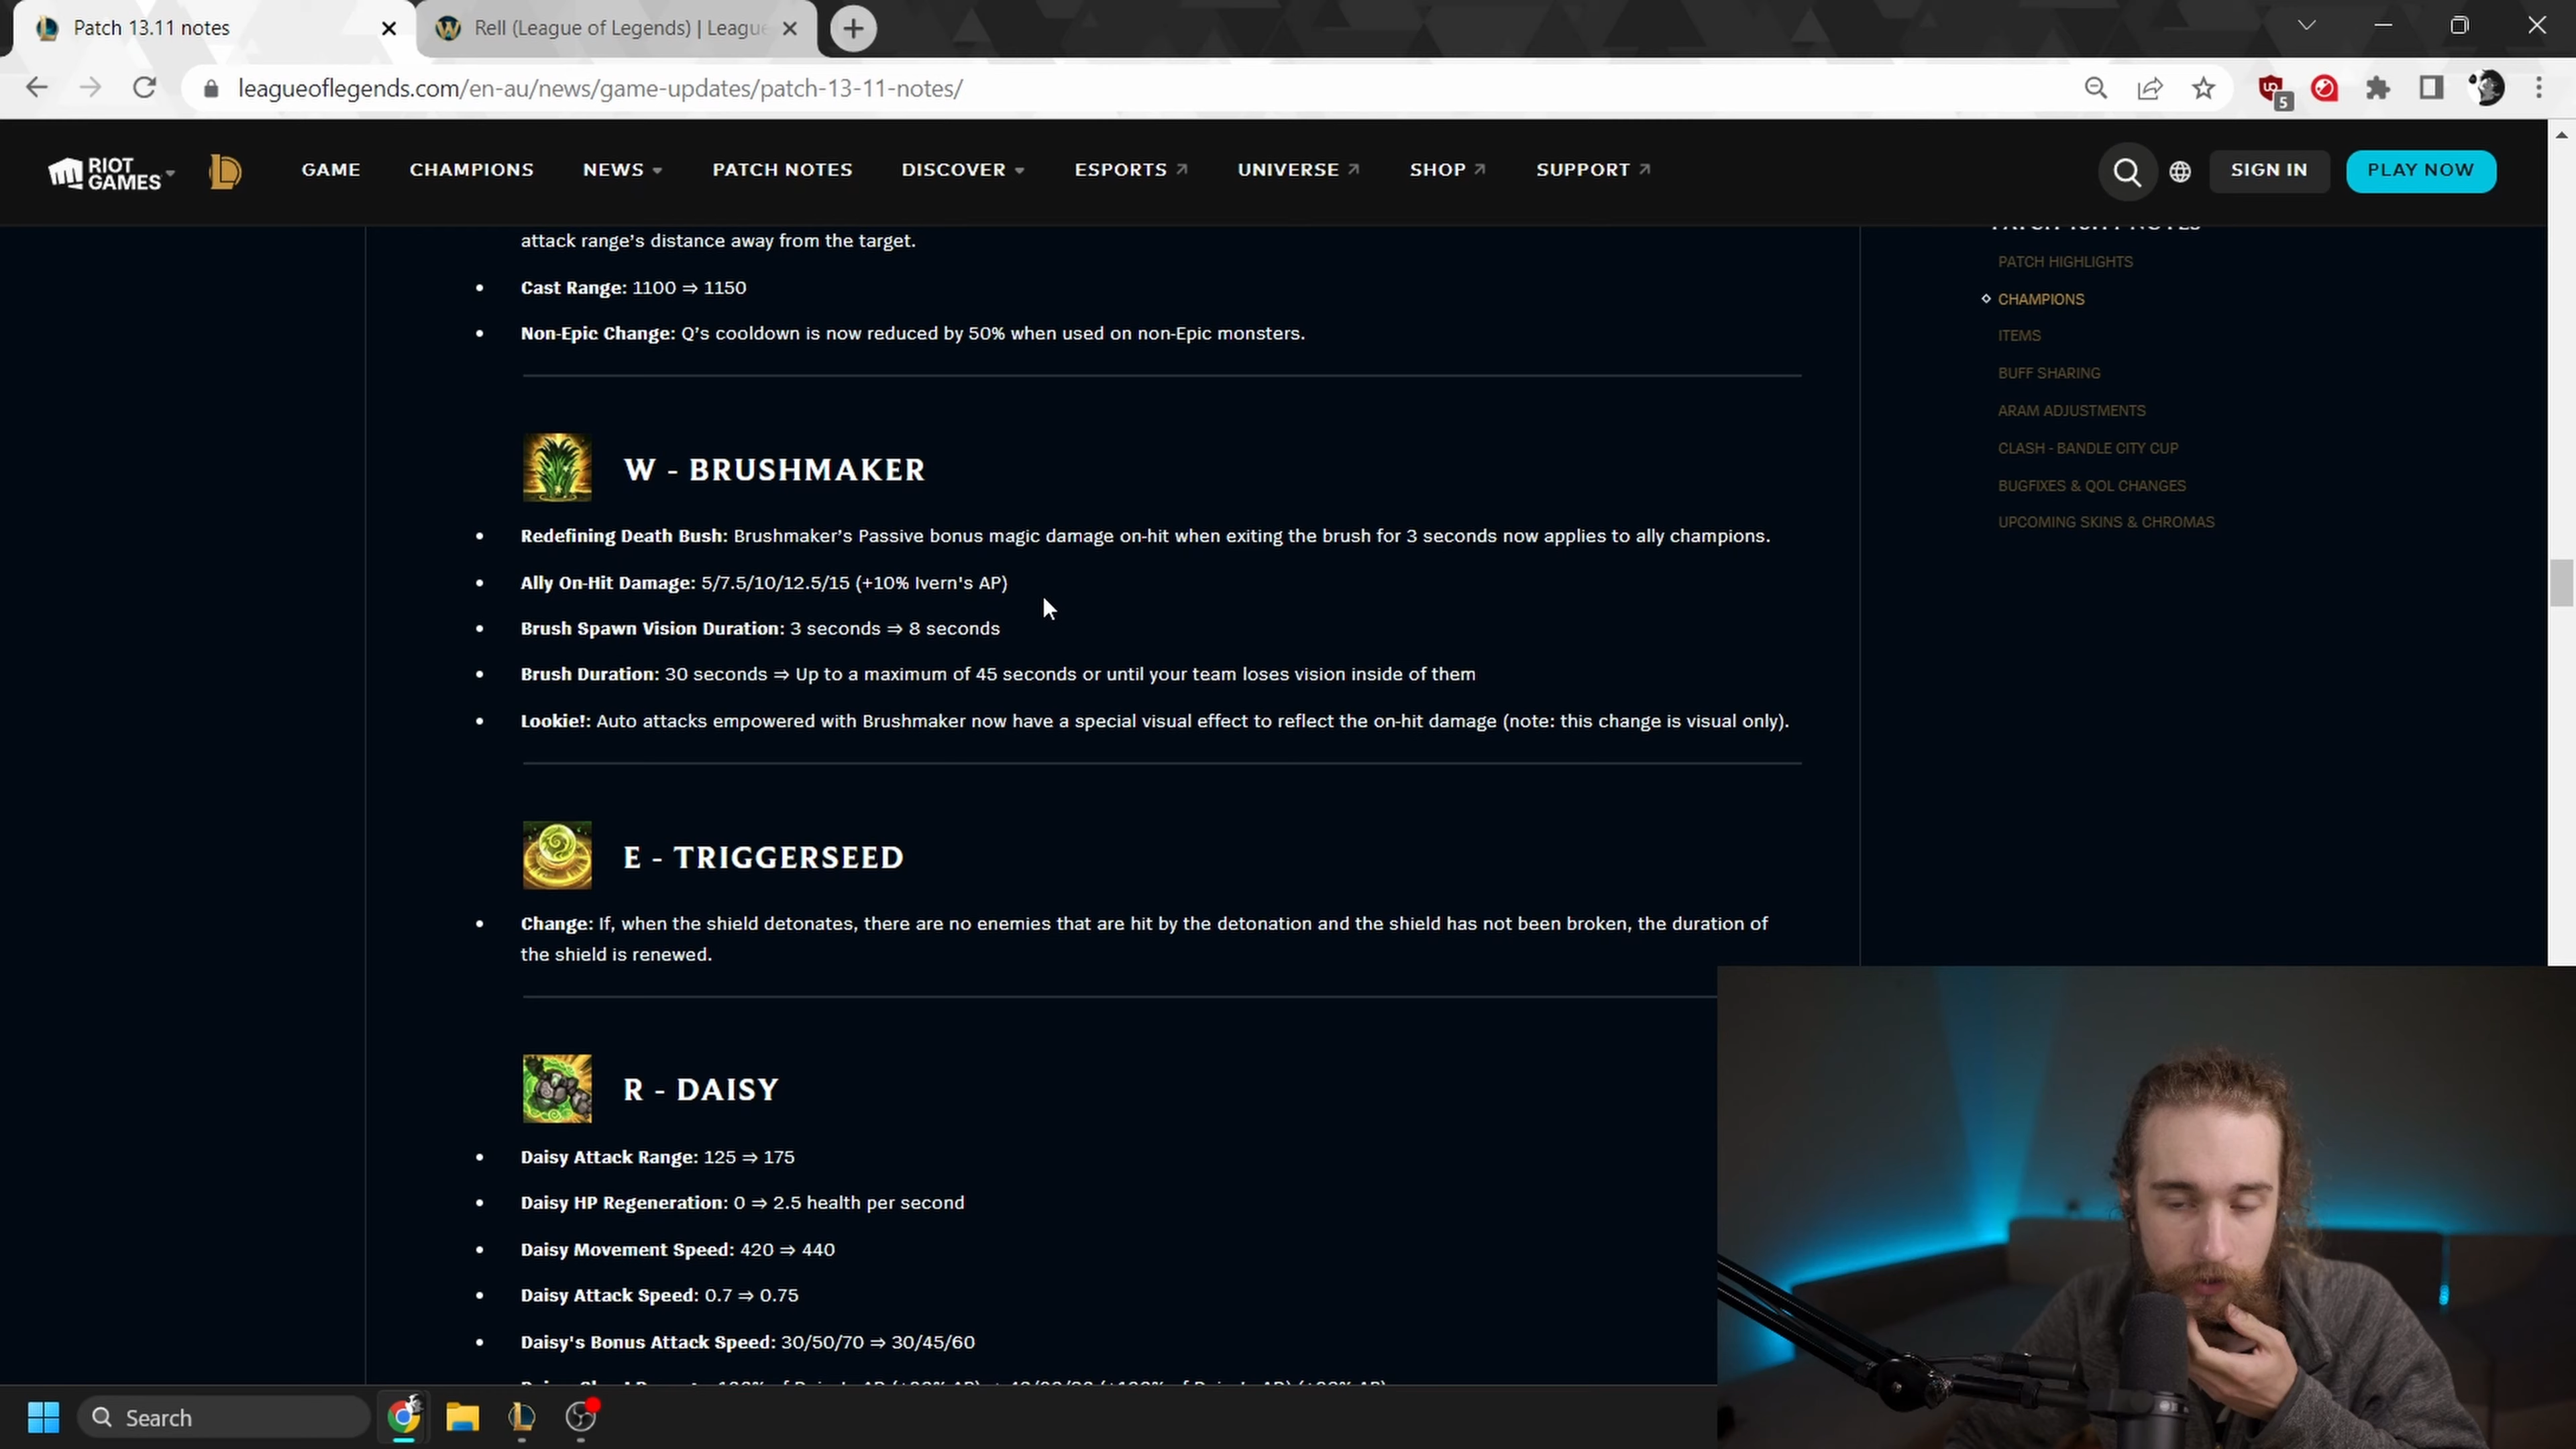 Patch 13.11 notes
Rell (League of Legends) | League
leagueoflegends.com/en-au/news/game-updates/patch-13-11-notes/
5
RIOT GAMES
GAME
CHAMPIONS
NEWS
PATCH NOTES
DISCOVER
ESPORTS
UNIVERSE
SHOP
SUPPORT
SIGN IN
PLAY NOW
attack range's distance away from the target.
• Cast Range: 1100 ⇒ 1150
• Non-Epic Change: Q's cooldown is now reduced by 50% when used on non-Epic monsters.
W - BRUSHMAKER
• Redefining Death Bush: Brushmaker's Passive bonus magic damage on-hit when exiting the brush for 3 seconds now applies to ally champions.
• Ally On-Hit Damage: 5/7.5/10/12.5/15 (+10% Ivern's AP)
• Brush Spawn Vision Duration: 3 seconds ⇒ 8 seconds
• Brush Duration: 30 seconds ⇒ Up to a maximum of 45 seconds or until your team loses vision inside of them
• Lookie!: Auto attacks empowered with Brushmaker now have a special visual effect to reflect the on-hit damage (note: this change is visual only).
E - TRIGGERSEED
• Change: If, when the shield detonates, there are no enemies that are hit by the detonation and the shield has not been broken, the duration of
the shield is renewed.
R - DAISY
• Daisy Attack Range: 125 ⇒ 175
• Daisy HP Regeneration: 0 ⇒ 2.5 health per second
• Daisy Movement Speed: 420 ⇒ 440
• Daisy Attack Speed: 0.7 ⇒ 0.75
• Daisy's Bonus Attack Speed: 30/50/70 ⇒ 30/45/60
PATCH 13.11 NOTES
PATCH HIGHLIGHTS
CHAMPIONS
ITEMS
BUFF SHARING
ARAM ADJUSTMENTS
CLASH - BANDLE CITY CUP
BUGFIXES & QOL CHANGES
UPCOMING SKINS & CHROMAS
Search